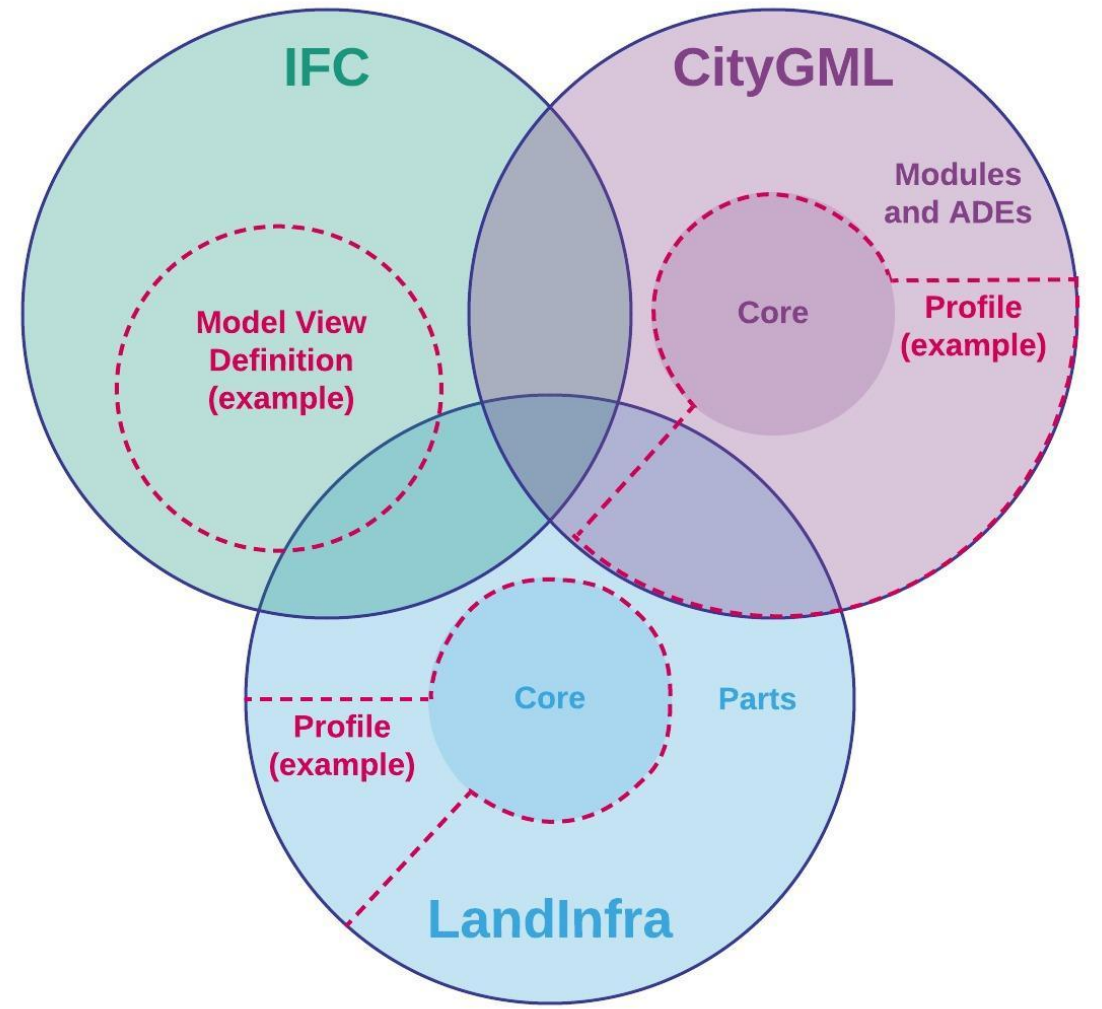 IFC
CityGML
Modules
and ADEs
Model View
Definition
(example)
Core
Profile
(example)
Core
Parts
Profile
(example)
LandInfra